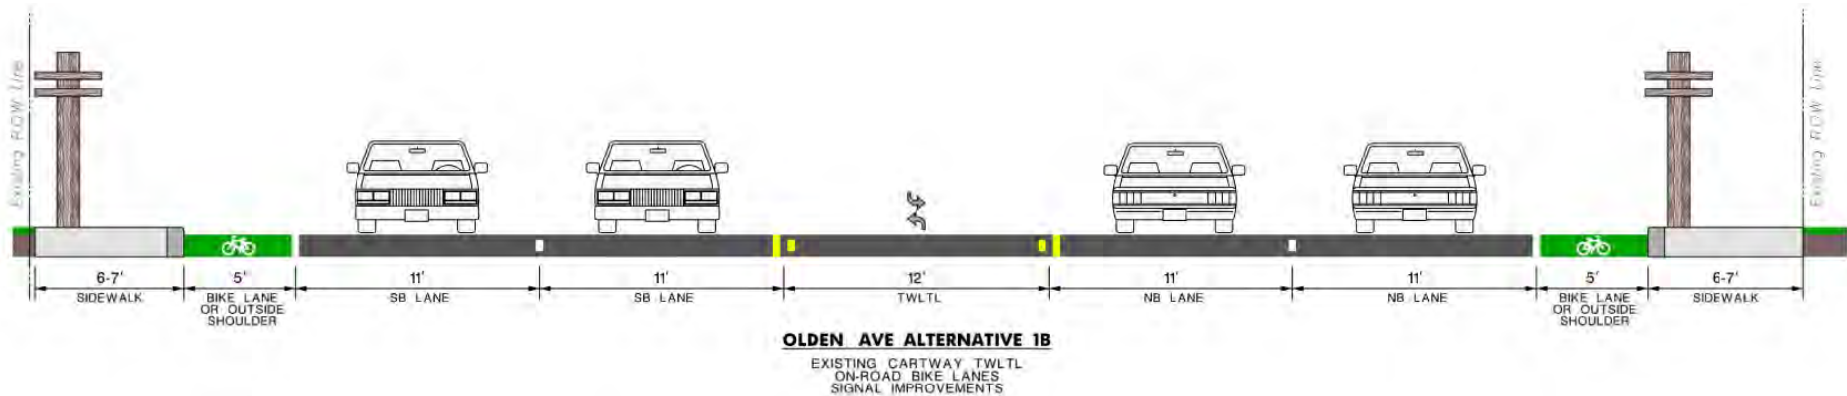 Existing ROW Line
Existing ROW Line
6-7'
SIDEWALK
5'
BIKE LANE
OR OUTSIDE
SHOULDER
11'
SB LANE
11'
SB LANE
12'
TWLTL
11'
NB LANE
11'
NB LANE
5'
BIKE LANE
OR OUTSIDE
SHOULDER
6-7'
SIDEWALK
OLDEN AVE ALTERNATIVE 1B
EXISTING CARTWAY TWLTL
ON-ROAD BIKE LANES
SIGNAL IMPROVEMENTS